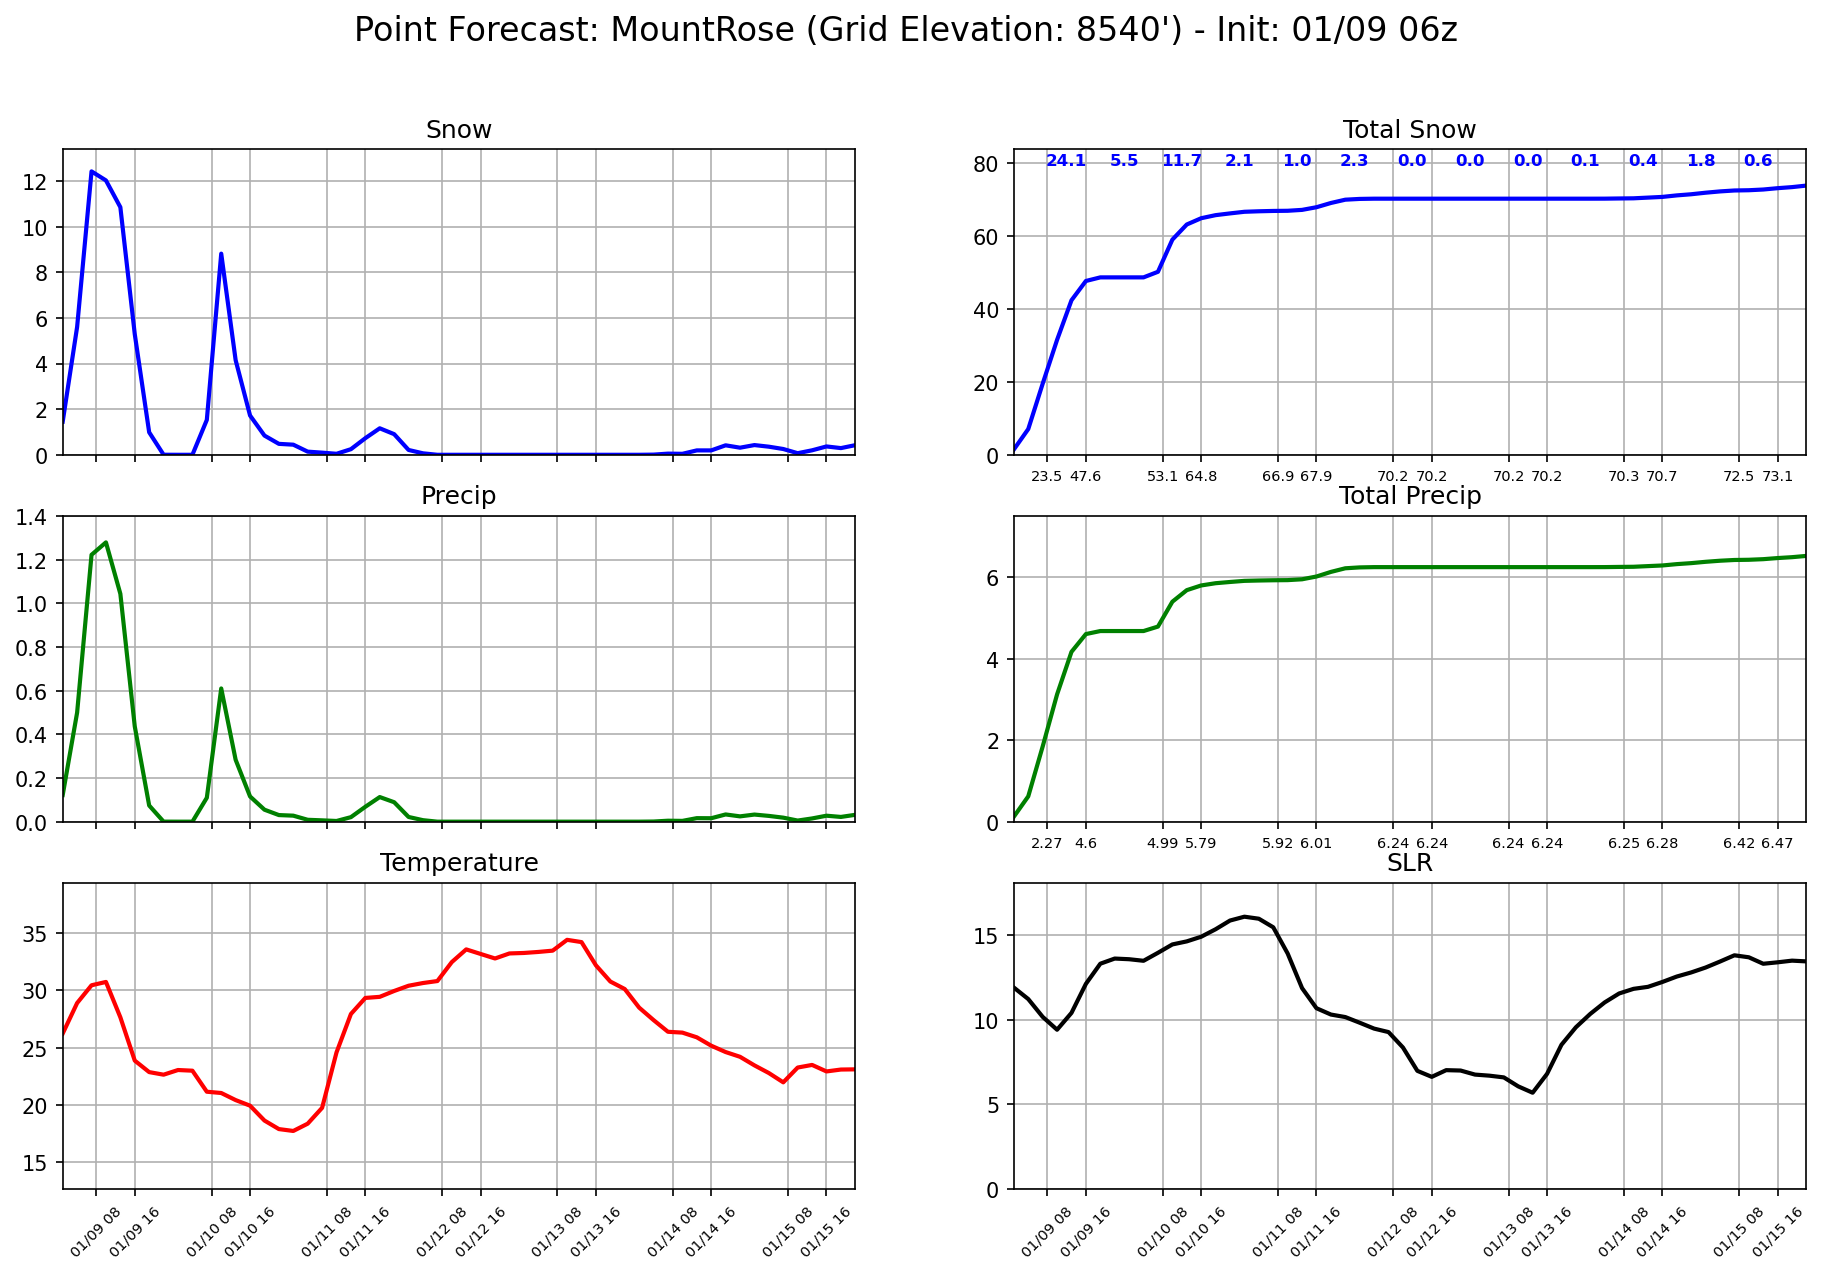 Point Forecast: MountRose (Grid Elevation: 8540') - Init: 01/09 06z
Snow
12
10
8
6
4
2
0
Total Snow
24.1 5.5 11.7 2.1 1.0 2.3 0.0 0.0 0.0 0.1 0.4 1.8 0.6
80
60
40
20
0
23.5 47.6 53.1 64.8 66.9 67.9 70.2 70.2 70.2 70.2 70.3 70.7 72.5 73.1
Precip
1.4
1.2
1.0
0.8
0.6
0.4
0.2
0.0
Total Precip
6
4
2
0
2.27 4.6 4.99 5.79 5.92 6.01 6.24 6.24 6.24 6.24 6.25 6.28 6.42 6.47
Temperature
35
30
25
20
15
01/09 08 01/09 16 01/10 08 01/10 16 01/11 08 01/11 16 01/12 08 01/12 16 01/13 08 01/13 16 01/14 08 01/14 16 01/15 08 01/15 16
SLR
15
10
5
0
01/09 08 01/09 16 01/10 08 01/10 16 01/11 08 01/11 16 01/12 08 01/12 16 01/13 08 01/13 16 01/14 08 01/14 16 01/15 08 01/15 16